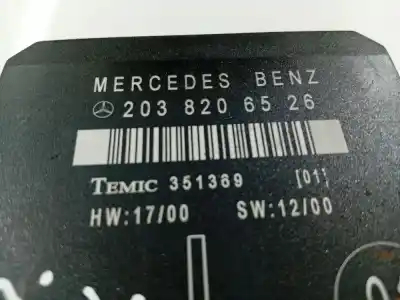 MERCEDES BENZ
203 820 65 26
TEMIC 351369 [01]
HW:17/00 SW:12/00